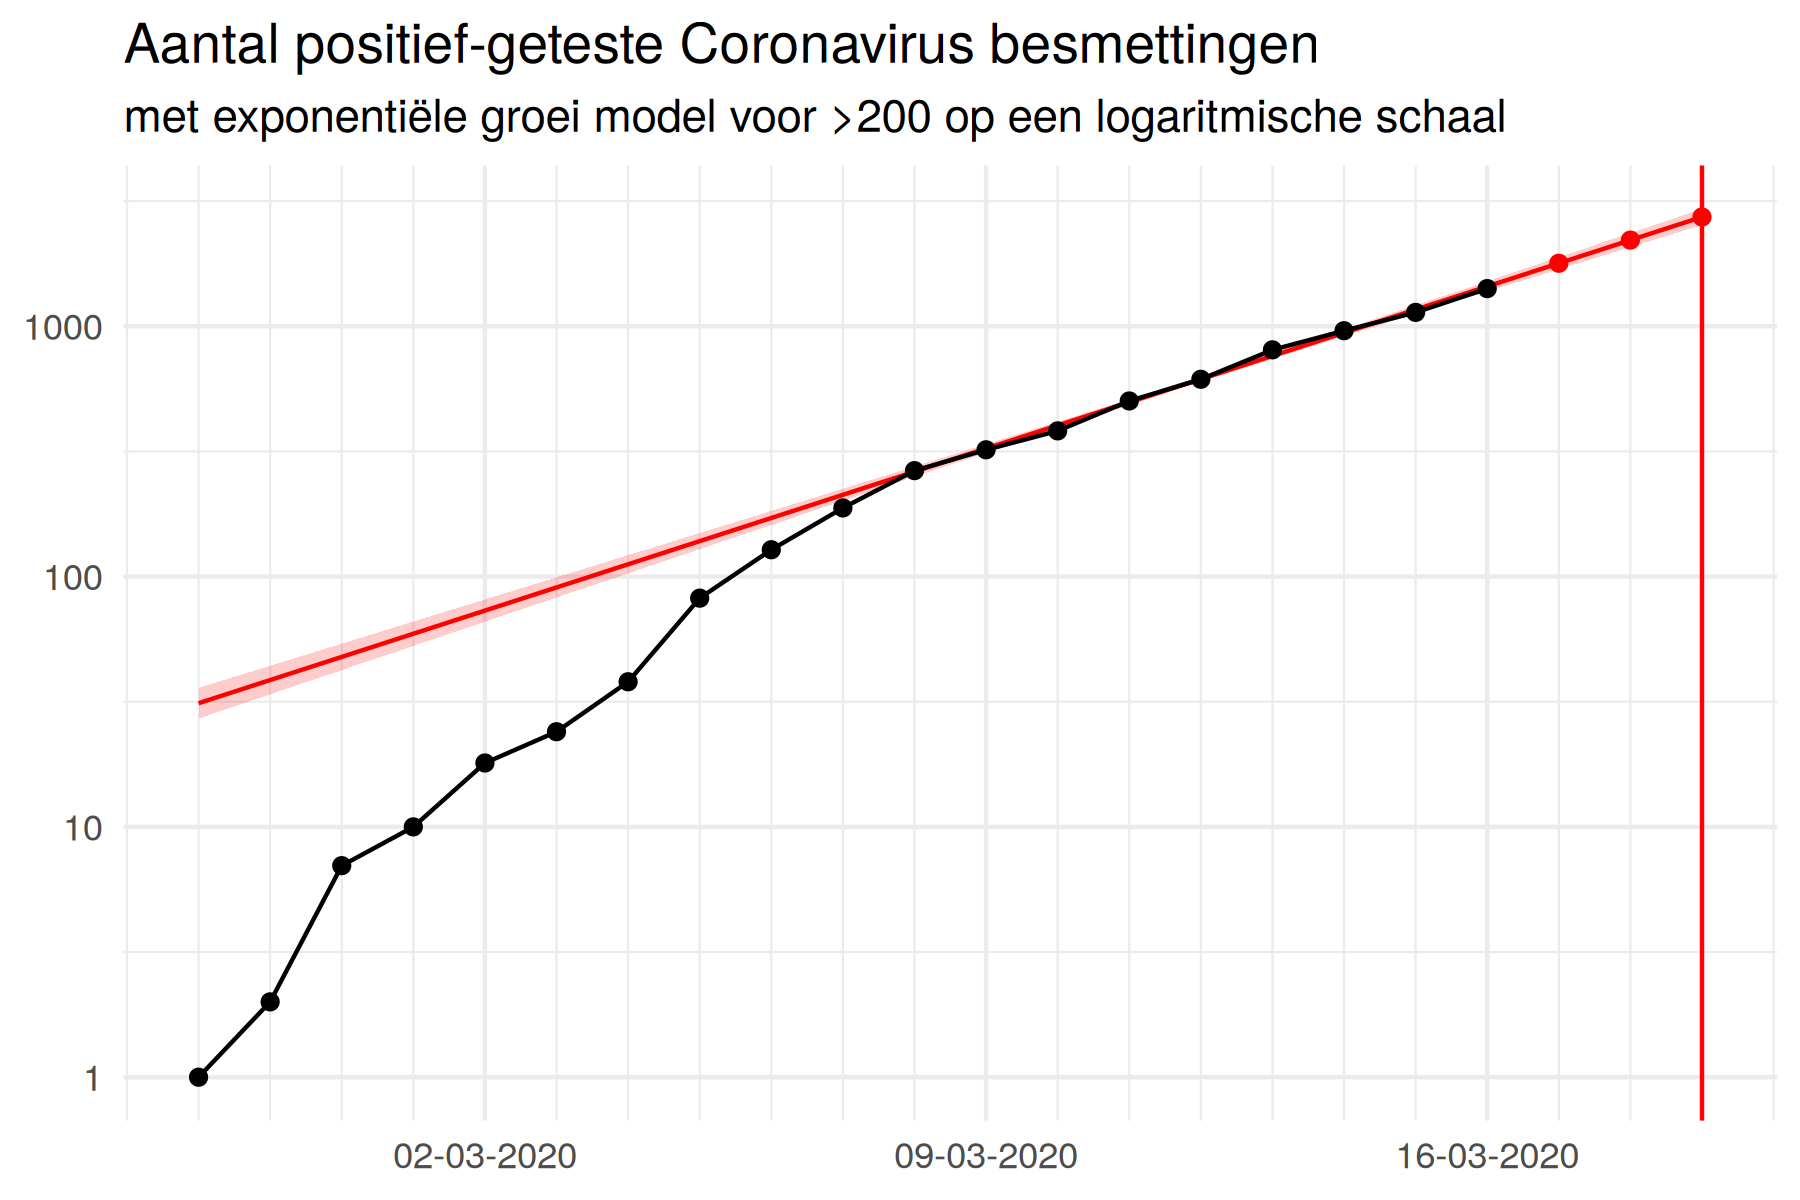 Aantal positief-geteste Coronavirus besmettingen
met exponentiële groei model voor >200 op een logaritmische schaal
1000
100
10
1
02-03-2020 09-03-2020 16-03-2020